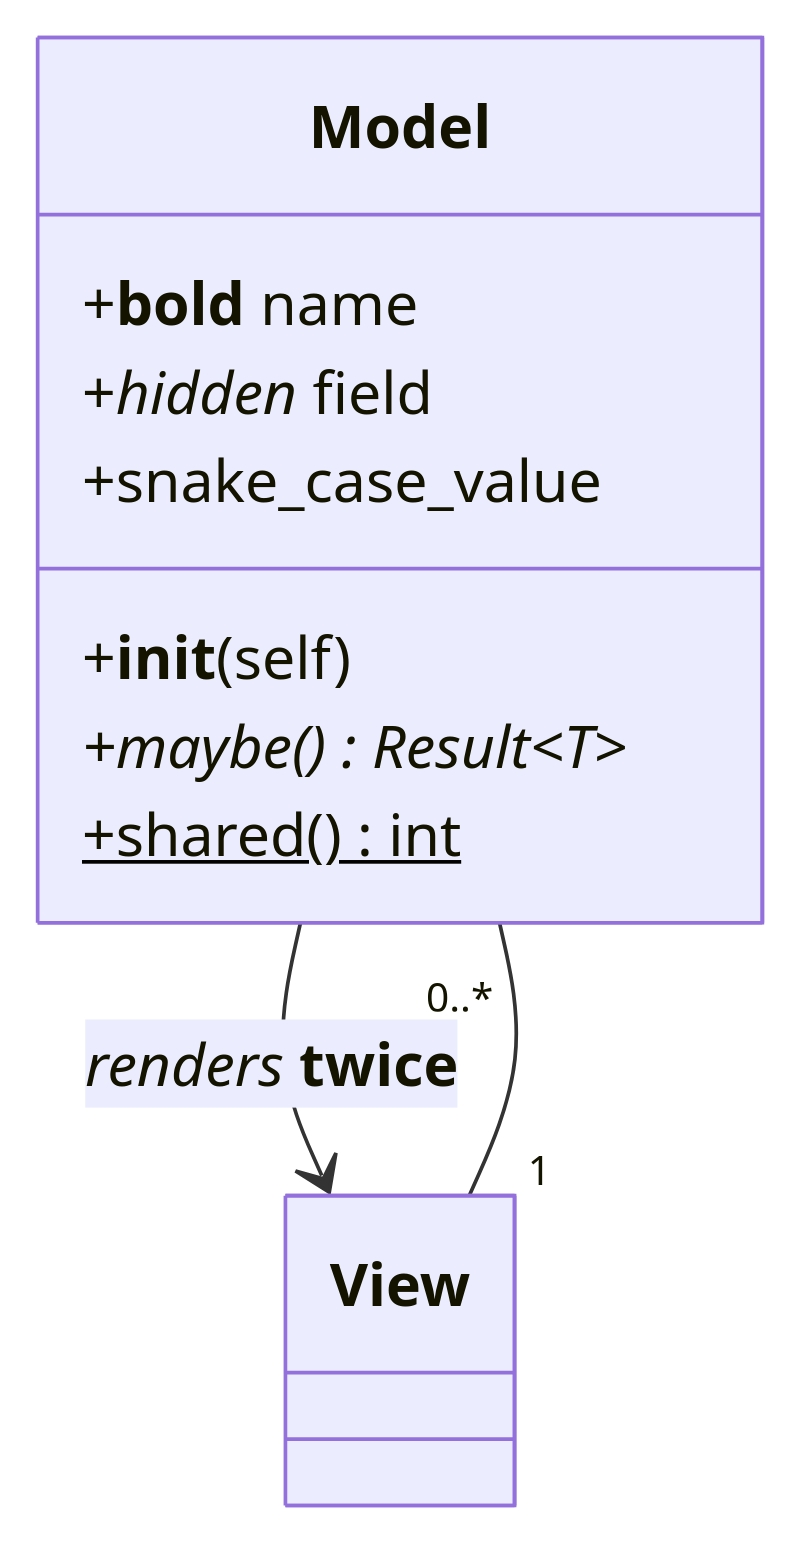 Model
+bold name
+hidden field
+snake_case_value
+init(self)
+maybe() : Result<T>
+shared() : int
0..*
renders twice
1
View